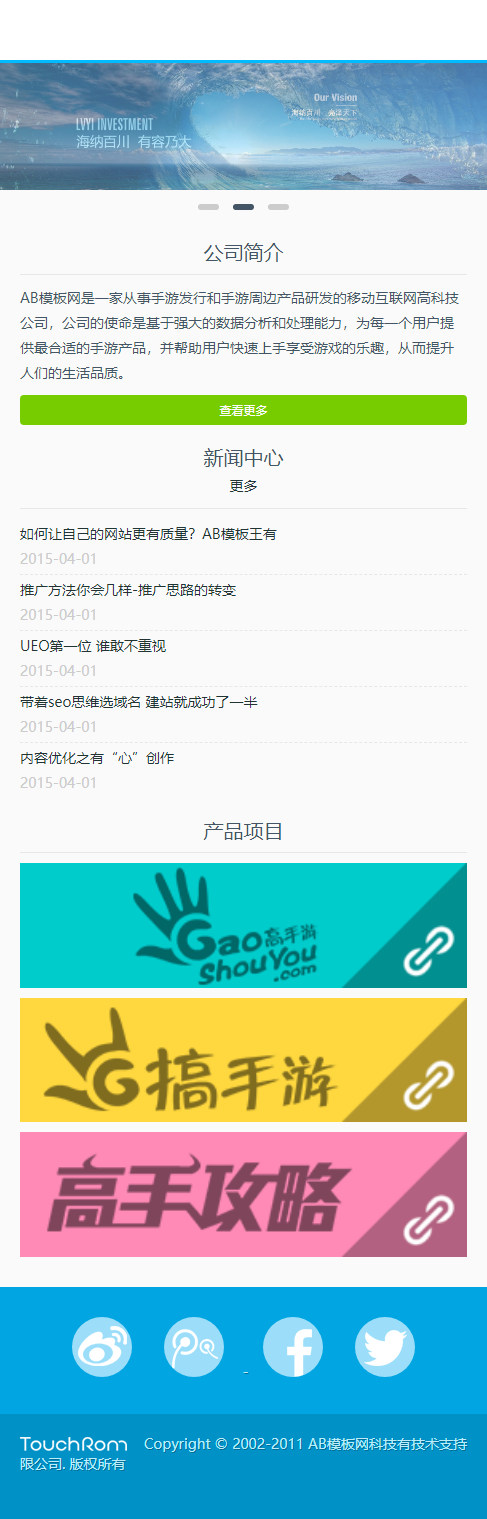 Our Vision
海纳百川 光泽天下
LVYI INVESTMENT
海纳百川 有容乃大
公司简介
AB模板网是一家从事手游发行和手游周边产品研发的移动互联网高科技
公司，公司的使命是基于强大的数据分析和处理能力，为每一个用户提
供最合适的手游产品，并帮助用户快速上手享受游戏的乐趣，从而提升
人们的生活品质。
查看更多
新闻中心
更多
如何让自己的网站更有质量？AB模板王有
2015-04-01
推广方法你会几样-推广思路的转变
2015-04-01
UEO第一位 谁敢不重视
2015-04-01
带着seo思维选域名 建站就成功了一半
2015-04-01
内容优化之有“心”创作
2015-04-01
产品项目
Gao高手游
ShouYou
.com
搞手游
高手攻略
TouchRom Copyright © 2002-2011 AB模板网科技有技术支持
限公司. 版权所有